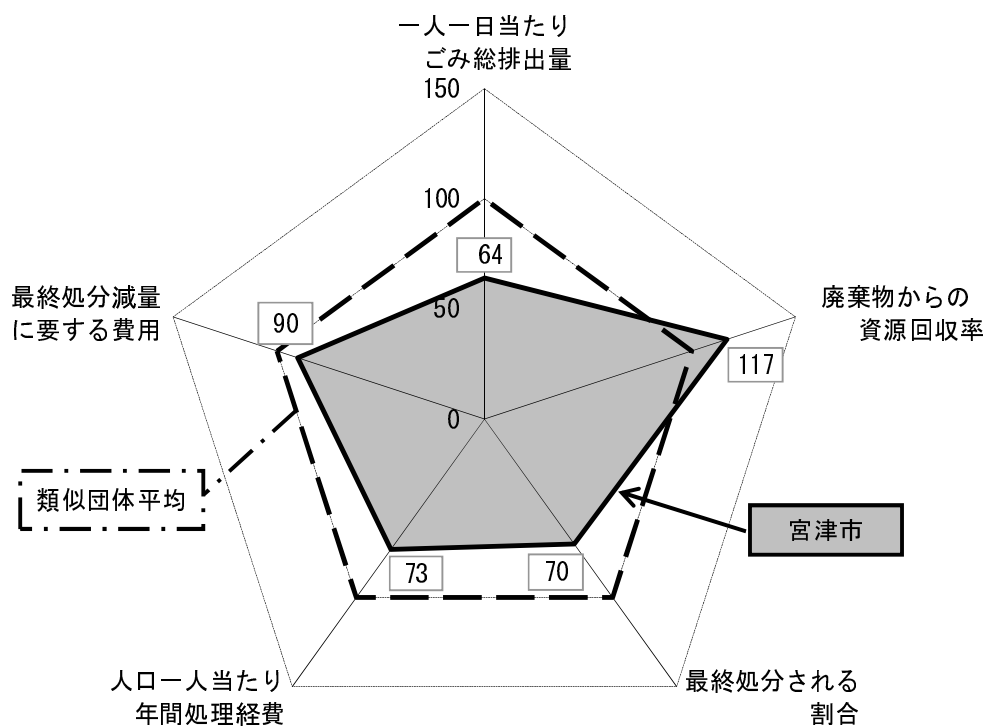 一人一日当たり
ごみ総排出量
150
100
64
50
0
最終処分減量
に要する費用
90
廃棄物からの
資源回収率
117
類似団体平均
宮津市
73
70
人口一人当たり
年間処理経費
最終処分される
割合